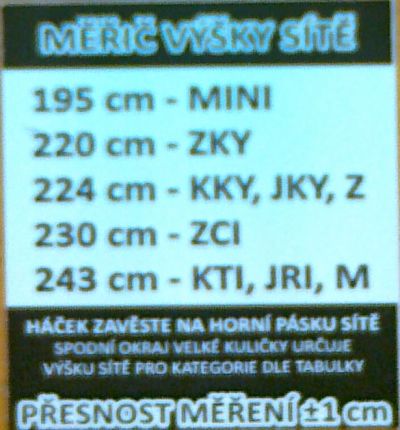 MĚŘIČ VÝŠKY SÍTĚ
195 cm - MINI
220 cm - ZKY
224 cm - KKY, JKY, Z
230 cm - ZCI
243 cm - KTI, JRI, M
HÁČEK ZAVĚSTE NA HORNÍ PÁSKU SÍTĚ
SPODNÍ OKRAJ VELKÉ KULIČKY URČUJE
VÝŠKU SÍTĚ PRO KATEGORIE DLE TABULKY
PŘESNOST MĚŘENÍ ±1 cm